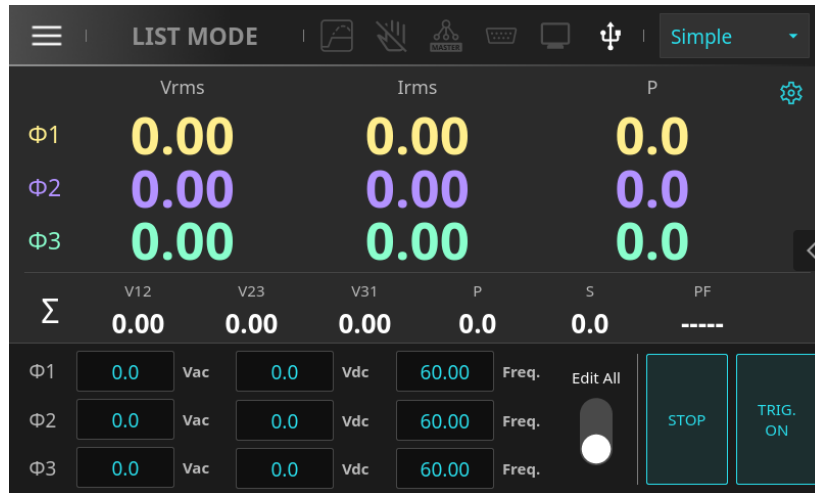 LIST MODE MASTER Simple
Vrms Irms P
Φ1 0.00 0.00 0.0
Φ2 0.00 0.00 0.0
Φ3 0.00 0.00 0.0
V12 V23 V31 P S PF
Σ 0.00 0.00 0.00 0.0 0.0 -----
Φ1 0.0 Vac 0.0 Vdc 60.00 Freq. Edit All
Φ2 0.0 Vac 0.0 Vdc 60.00 Freq. STOP TRIG. ON
Φ3 0.0 Vac 0.0 Vdc 60.00 Freq.